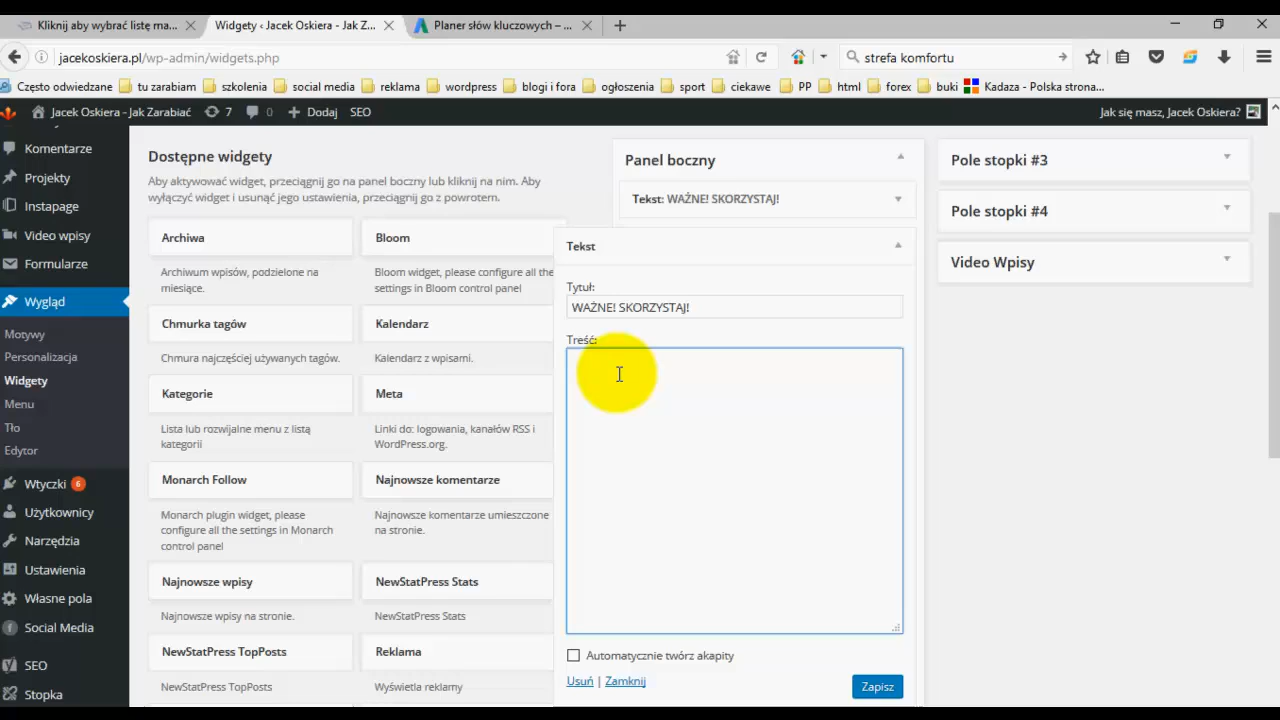 Kliknij aby wybrać listę ma...
Widgety ‹ Jacek Oskiera - Jak Z...
Planer słów kluczowych – ...
jacekoskiera.pl/wp-admin/widgets.php
strefa komfortu
Często odwiedzane
tu zarabiam
szkolenia
social media
reklama
wordpress
blogi i fora
ogłoszenia
sport
ciekawe
PP
html
forex
buki
Kadaza - Polska strona...
Jacek Oskiera - Jak Zarabiać
7
0
Dodaj
SEO
Jak się masz, Jacek Oskiera?
Komentarze
Projekty
Instapage
Video wpisy
Formularze
Wygląd
Motywy
Personalizacja
Widgety
Menu
Tło
Edytor
Wtyczki 6
Użytkownicy
Narzędzia
Ustawienia
Własne pola
Social Media
SEO
Stopka
Dostępne widgety
Aby aktywować widget, przeciągnij go na panel boczny lub kliknij na nim. Aby
wyłączyć widget i usunąć jego ustawienia, przeciągnij go z powrotem.
Archiwa
Archiwum wpisów, podzielone na
miesiące.
Bloom
Bloom widget, please configure all the
settings in Bloom control panel
Chmurka tagów
Chmura najczęściej używanych tagów.
Kalendarz
Kalendarz z wpisami.
Kategorie
Lista lub rozwijalne menu z listą
kategorii
Meta
Linki do: logowania, kanałów RSS i
WordPress.org.
Monarch Follow
Monarch plugin widget, please
configure all the settings in Monarch
control panel
Najnowsze komentarze
Najnowsze komentarze umieszczone
na stronie.
Najnowsze wpisy
Najnowsze wpisy na stronie.
NewStatPress Stats
NewStatPress Stats
NewStatPress TopPosts
NewStatPress TopPosts
Reklama
Wyświetla reklamy
Panel boczny
Tekst: WAŻNE! SKORZYSTAJ!
Tekst
Tytuł:
WAŻNE! SKORZYSTAJ!
Treść:
Automatycznie twórz akapity
Usuń | Zamknij
Zapisz
Pole stopki #3
Pole stopki #4
Video Wpisy